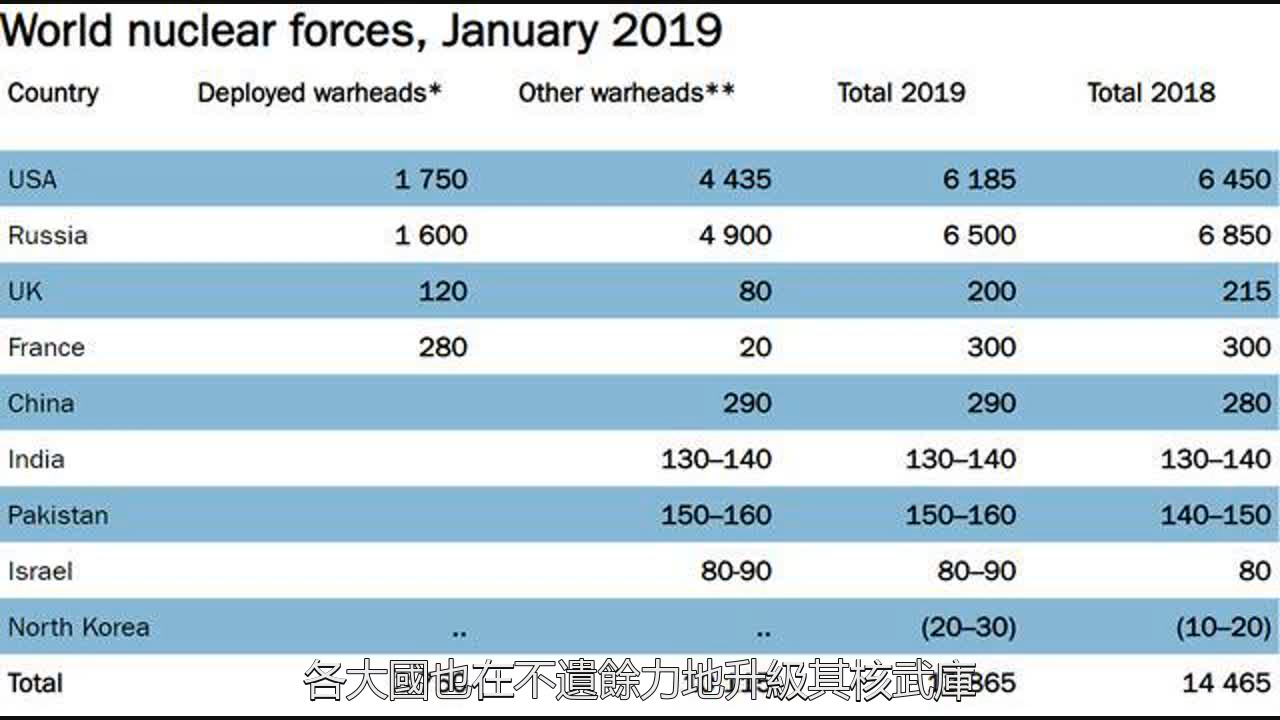 World nuclear forces, January 2019
Country Deployed warheads* Other warheads** Total 2019 Total 2018
USA 1 750 4 435 6 185 6 450
Russia 1 600 4 900 6 500 6 850
UK 120 80 200 215
France 280 20 300 300
China 290 290 280
India 130–140 130–140 130–140
Pakistan 150–160 150–160 140–150
Israel 80-90 80–90 80
North Korea .. .. (20–30) (10–20)
Total 14 465
各大國也在不遺餘力地升級其核武庫